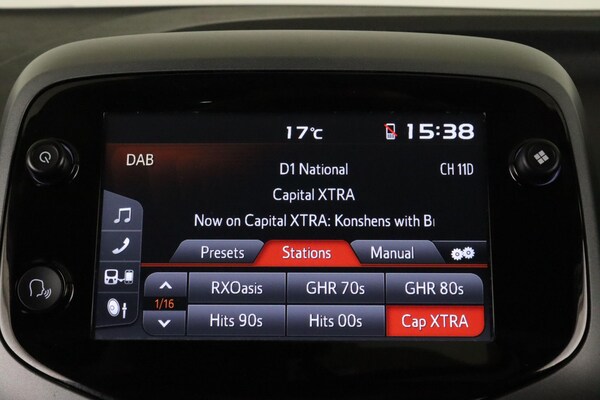 17°C 15:38
DAB D1 National CH 11D
Capital XTRA
Now on Capital XTRA: Konshens with
Presets Stations Manual
RXOasis GHR 70s GHR 80s
1/16
Hits 90s Hits 00s Cap XTRA